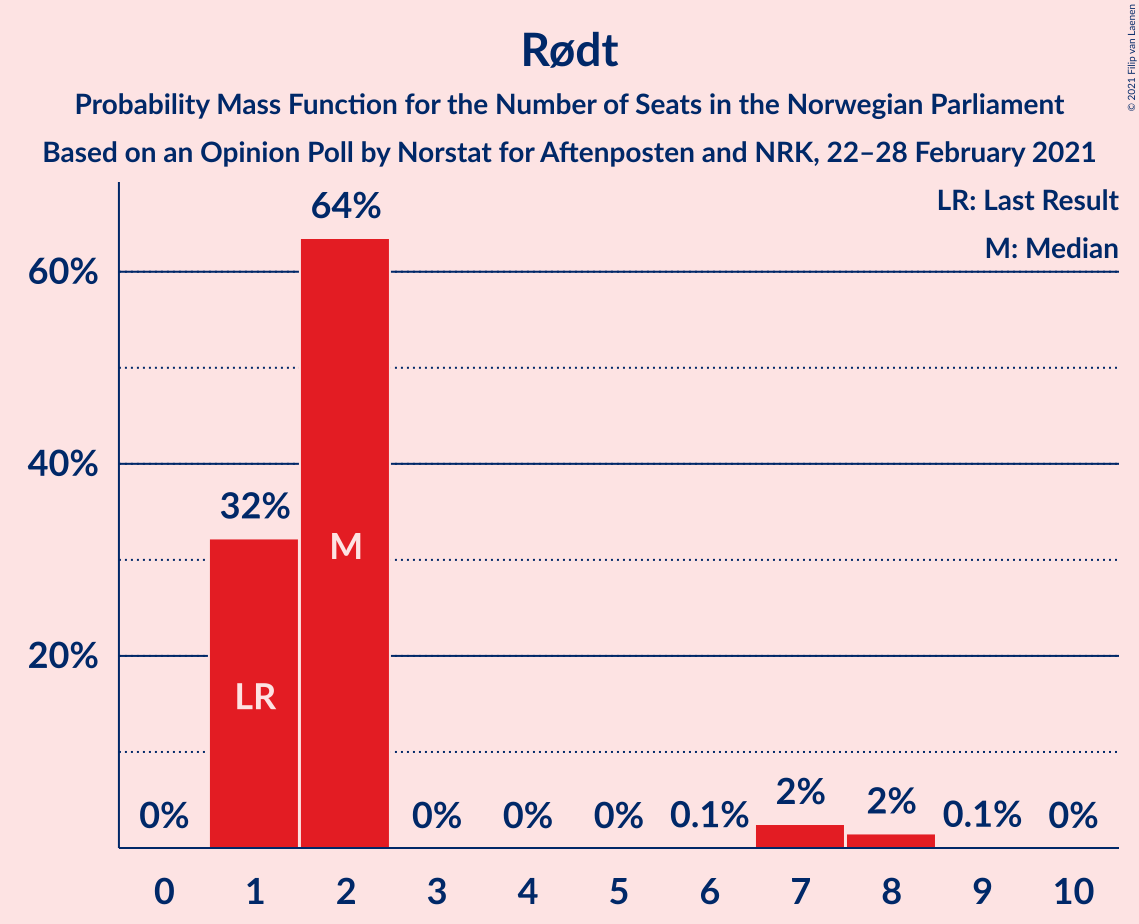 Rødt
Probability Mass Function for the Number of Seats in the Norwegian Parliament
Based on an Opinion Poll by Norstat for Aftenposten and NRK, 22–28 February 2021
© 2021 Filip van Laenen
LR: Last Result
M: Median
64%
60%
40%
32%
M
20%
LR
0%
0%
0%
0%
0.1%
2%
2%
0.1%
0%
0 1 2 3 4 5 6 7 8 9 10